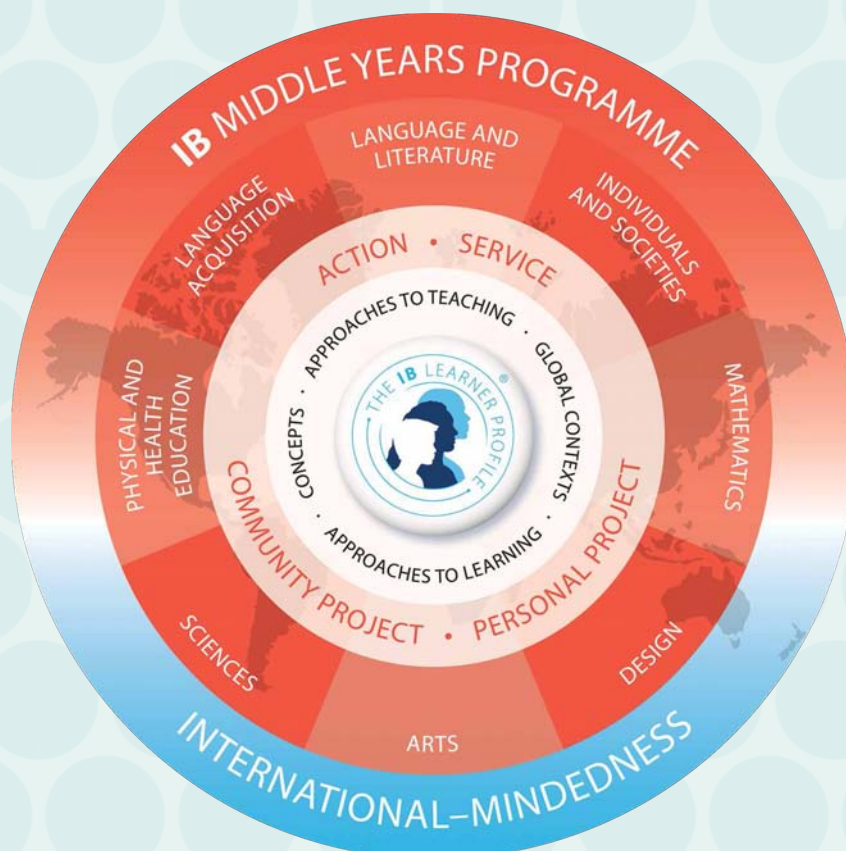 IB MIDDLE YEARS PROGRAMME
LANGUAGE AND
LITERATURE
INDIVIDUALS
AND SOCIETIES
MATHEMATICS
DESIGN
ARTS
SCIENCES
PHYSICAL AND
HEALTH
EDUCATION
LANGUAGE
ACQUISITION
ACTION • SERVICE
PERSONAL PROJECT
•
COMMUNITY PROJECT
APPROACHES TO TEACHING ·
GLOBAL CONTEXTS ·
APPROACHES TO LEARNING ·
CONCEPTS ·
THE IB LEARNER PROFILE ®
INTERNATIONAL–MINDEDNESS